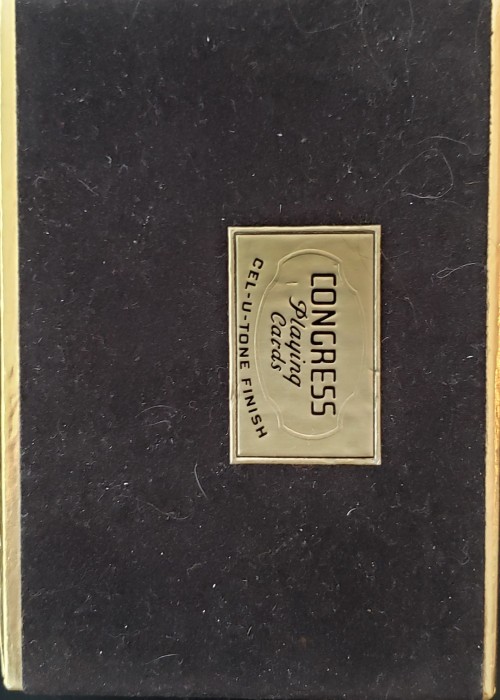 CONGRESS
Playing
Cards
CEL-U-TONE FINISH